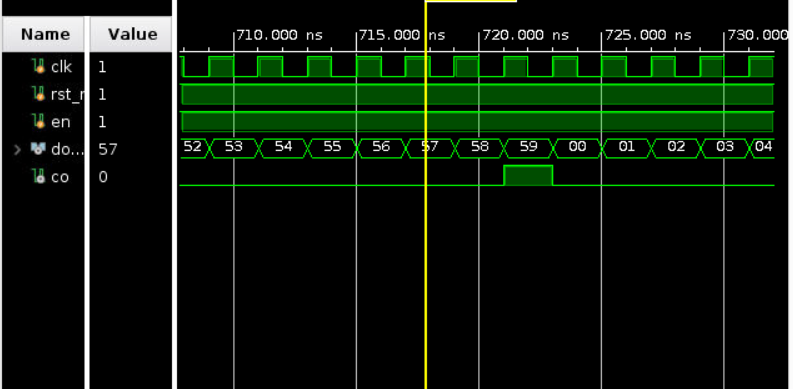 Name Value 710.000 ns 715.000 ns 720.000 ns 725.000 ns 730.000
clk 1
rst_r 1
en 1
do... 57 52 53 54 55 56 57 58 59 00 01 02 03 04
co 0